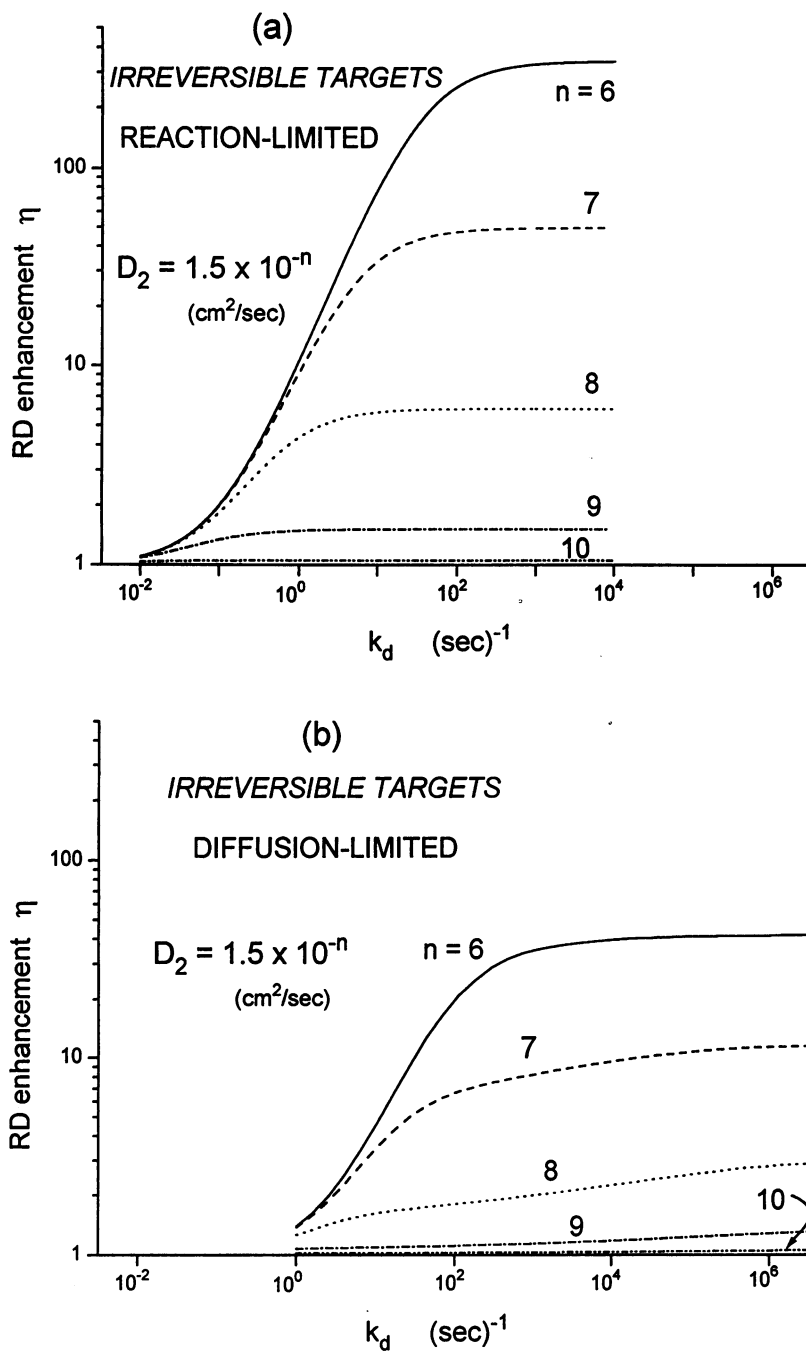 (a)
IRREVERSIBLE TARGETS
REACTION-LIMITED
n = 6
100
7
D₂ = 1.5 x 10⁻ⁿ
(cm²/sec)
RD enhancement η
10
8
9
10
1
10⁻² 10⁰ 10² 10⁴ 10⁶
k_d (sec)⁻¹
(b)
IRREVERSIBLE TARGETS
DIFFUSION-LIMITED
100
D₂ = 1.5 x 10⁻ⁿ
n = 6
(cm²/sec)
RD enhancement η
10
7
8
10
9
1
10⁻² 10⁰ 10² 10⁴ 10⁶
k_d (sec)⁻¹